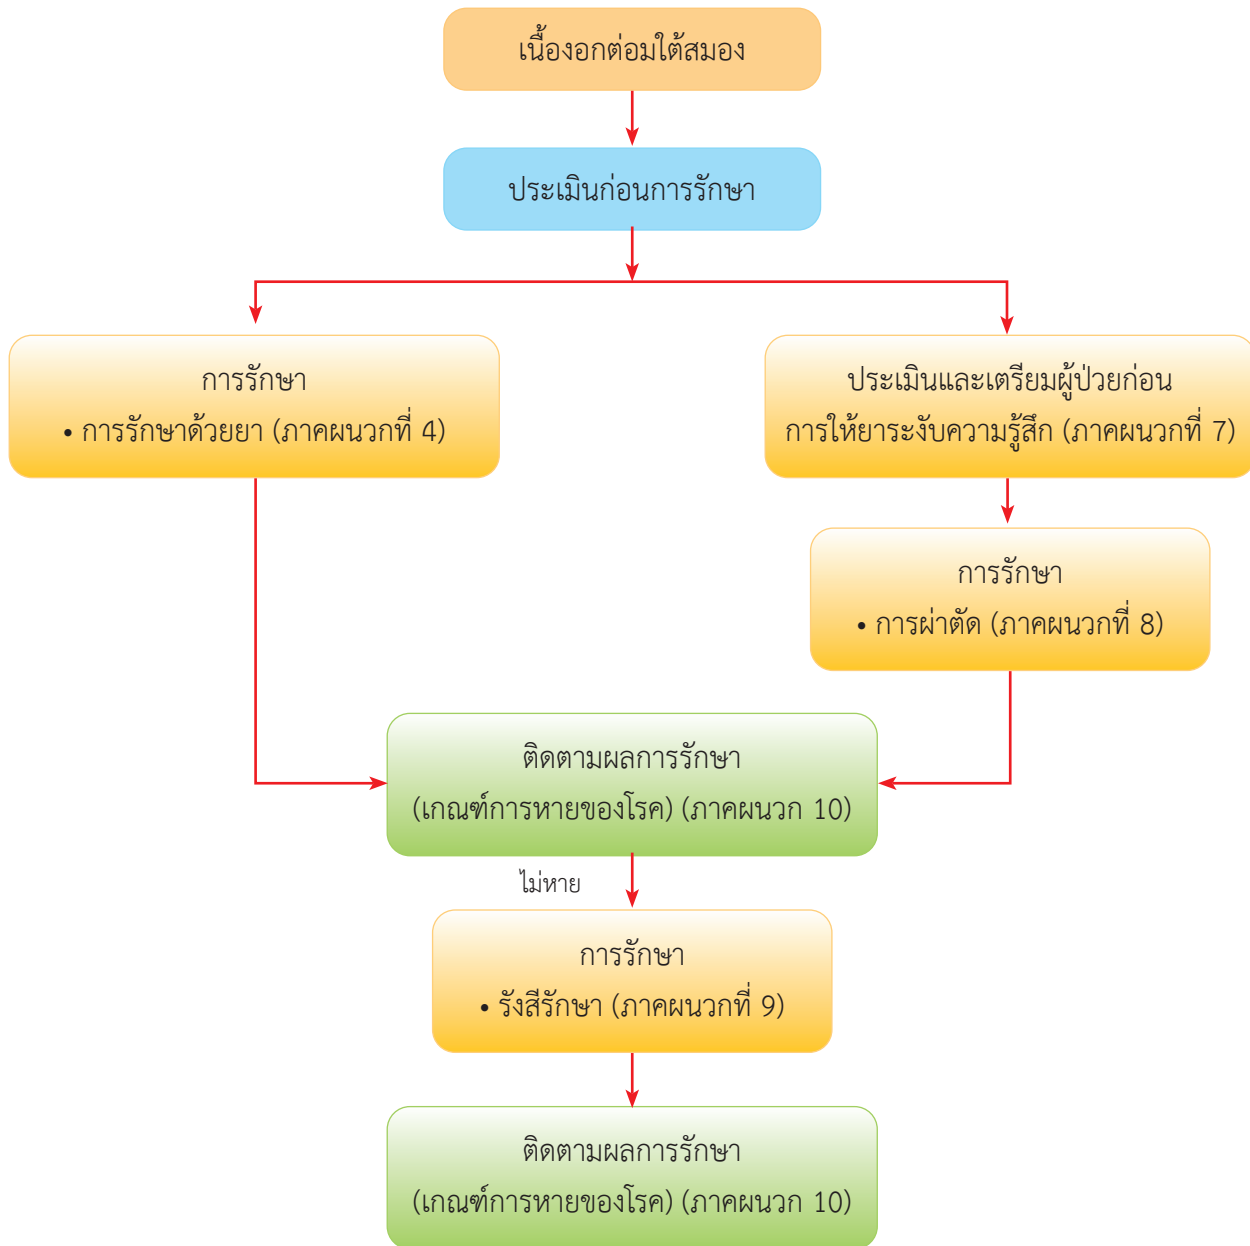 เนื้องอกต่อมใต้สมอง
ประเมินก่อนการรักษา
การรักษา
• การรักษาด้วยยา (ภาคผนวกที่ 4)
ประเมินและเตรียมผู้ป่วยก่อน
การให้ยาระงับความรู้สึก (ภาคผนวกที่ 7)
การรักษา
• การผ่าตัด (ภาคผนวกที่ 8)
ติดตามผลการรักษา
(เกณฑ์การหายของโรค) (ภาคผนวก 10)
ไม่หาย
การรักษา
• รังสีรักษา (ภาคผนวกที่ 9)
ติดตามผลการรักษา
(เกณฑ์การหายของโรค) (ภาคผนวก 10)